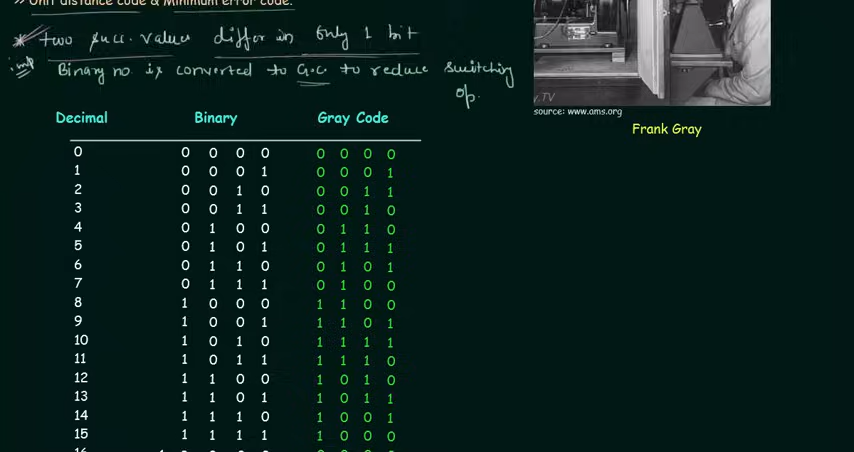 » Unit distance code & Minimum error code.
* two succ. values differ in only 1 bit
imp Binary no. is converted to G.C. to reduce switching
op.
.TV
source: www.ams.org
Frank Gray
Decimal Binary Gray Code
0 0 0 0 0 0 0 0 0
1 0 0 0 1 0 0 0 1
2 0 0 1 0 0 0 1 1
3 0 0 1 1 0 0 1 0
4 0 1 0 0 0 1 1 0
5 0 1 0 1 0 1 1 1
6 0 1 1 0 0 1 0 1
7 0 1 1 1 0 1 0 0
8 1 0 0 0 1 1 0 0
9 1 0 0 1 1 1 0 1
10 1 0 1 0 1 1 1 1
11 1 0 1 1 1 1 1 0
12 1 1 0 0 1 0 1 0
13 1 1 0 1 1 0 1 1
14 1 1 1 0 1 0 0 1
15 1 1 1 1 1 0 0 0